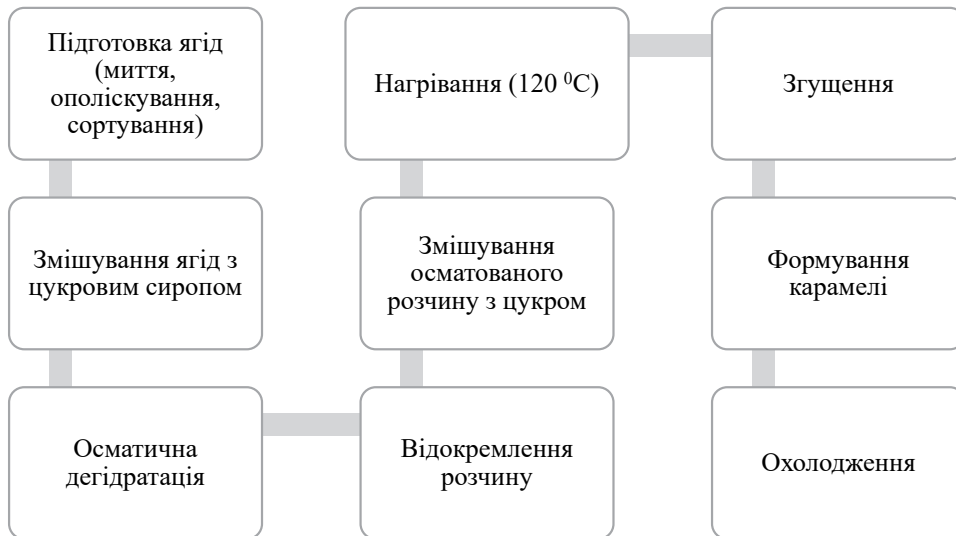 Підготовка ягід
(миття,
ополіскування,
сортування)
Змішування ягід з
цукровим сиропом
Осматична
дегідратація
Відокремлення
розчину
Змішування
осматованого
розчину з цукром
Нагрівання (120 ⁰С)
Згущення
Формування
карамелі
Охолодження